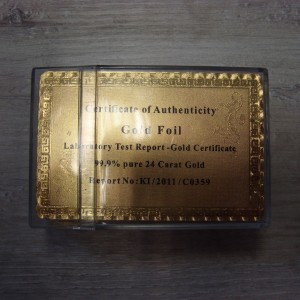 Certificate of Authenticity
Gold Foil
Laboratory Test Report -Gold Certificate
99.9% pure 24 Carat Gold
Report No: KI/2011/C0359